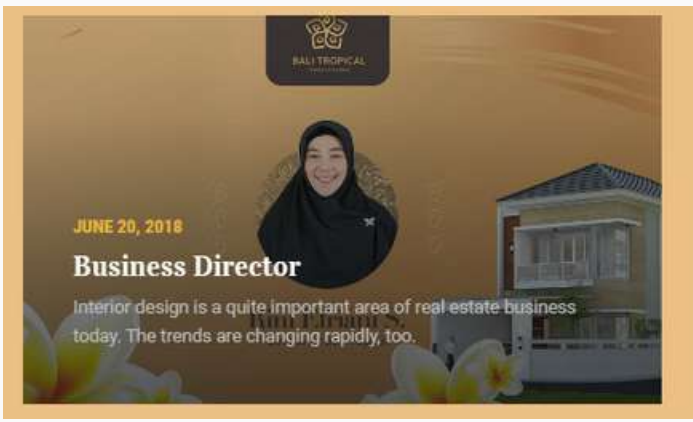 BALI TROPICAL
JUNE 20, 2018
Business Director
Interior design is a quite important area of real estate business
today. The trends are changing rapidly, too.